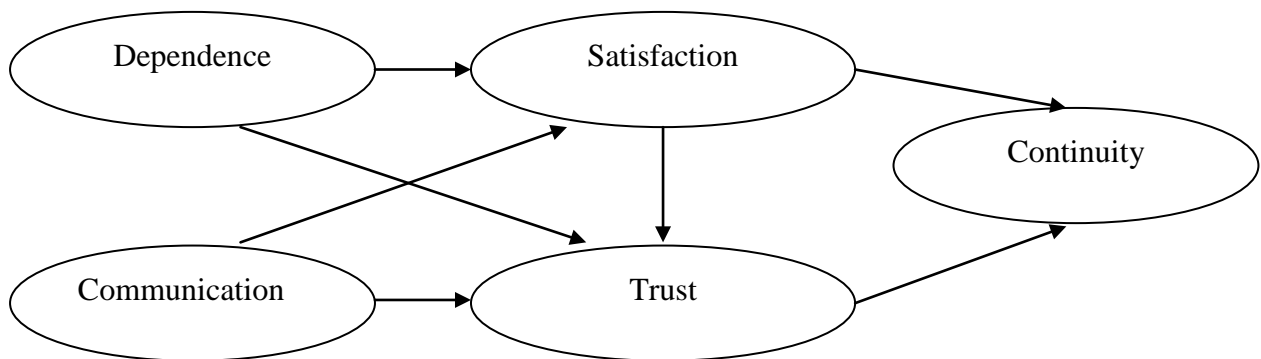 Dependence
Satisfaction
Continuity
Communication
Trust